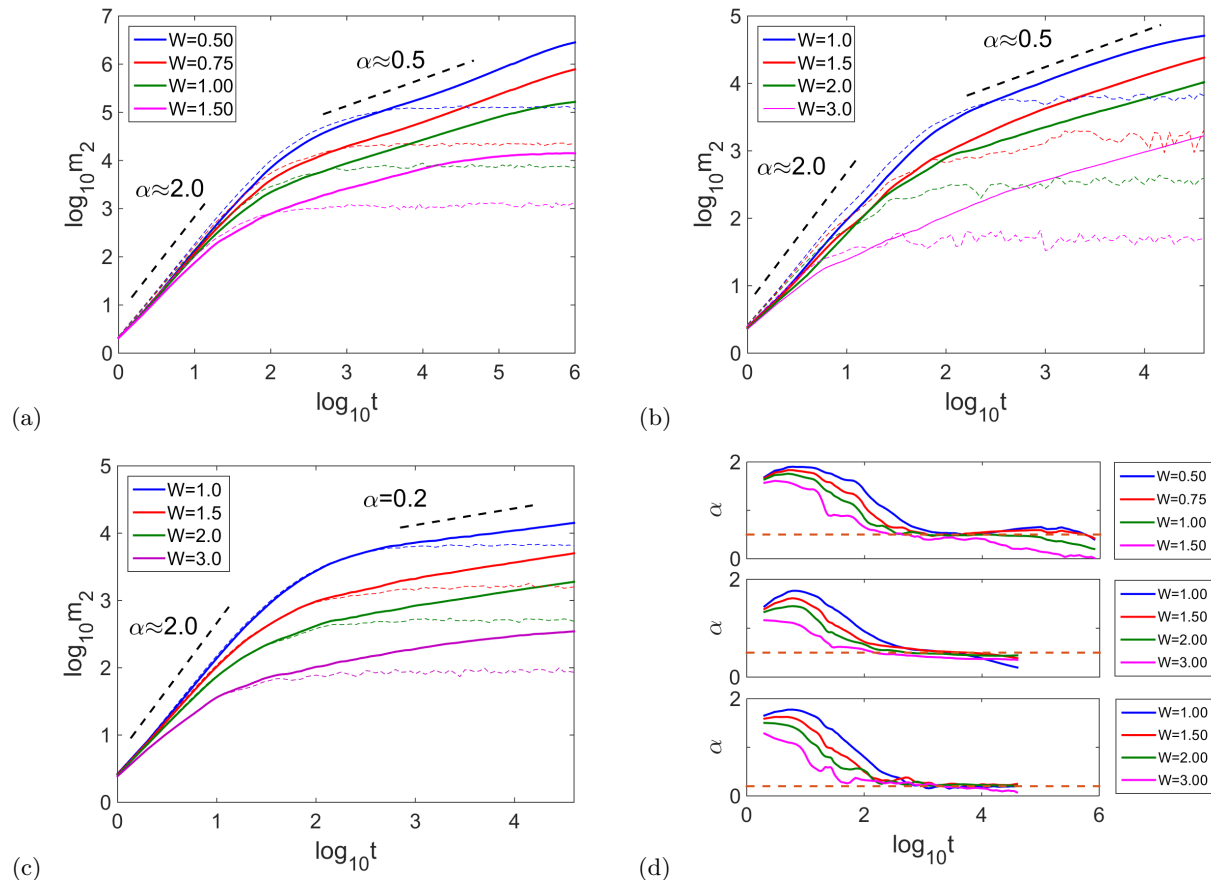 7
6
5
4
3
2
1
0
log10m2
W=0.50
W=0.75
W=1.00
W=1.50
α≈0.5
α≈2.0
0 1 2 3 4 5 6
log10t
(a)
5
4
3
2
1
0
log10m2
W=1.0
W=1.5
W=2.0
W=3.0
α≈0.5
α≈2.0
0 1 2 3 4
log10t
(b)
5
4
3
2
1
0
log10m2
W=1.0
W=1.5
W=2.0
W=3.0
α=0.2
α≈2.0
0 1 2 3 4
log10t
(c)
2
0
α
W=0.50
W=0.75
W=1.00
W=1.50
2
0
α
W=1.00
W=1.50
W=2.00
W=3.00
2
0
α
W=1.00
W=1.50
W=2.00
W=3.00
0 2 4 6
log10t
(d)